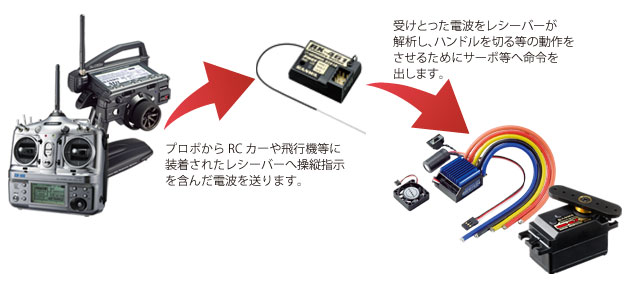 受けとった電波をレシーバーが
解析し、ハンドルを切る等の動作を
させるためにサーボ等へ命令を
出します。
プロポから RC カーや飛行機等に
装着されたレシーバーへ操縦指示
を含んだ電波を送ります。